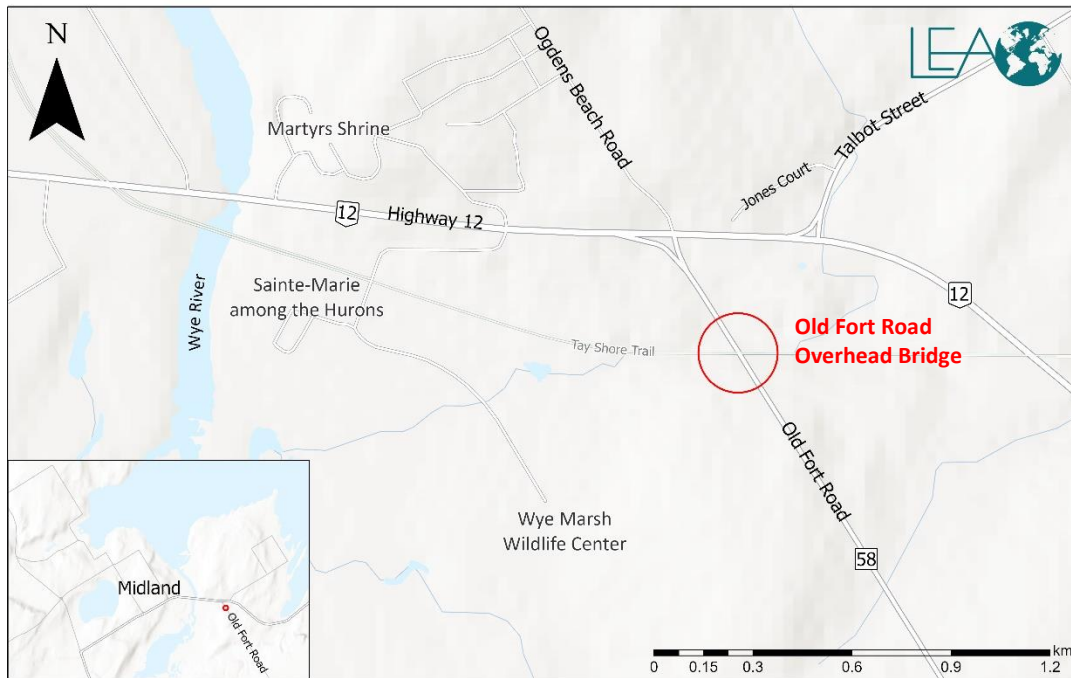 N
LEA
Ogdens Beach Road
Talbot Street
Martyrs Shrine
Jones Court
12
Highway 12
Wye River
Sainte-Marie
among the Hurons
12
Old Fort Road
Overhead Bridge
Tay Shore Trail
Old Fort Road
Wye Marsh
Wildlife Center
58
Midland
Old Fort Road
km
0 0.15 0.3 0.6 0.9 1.2